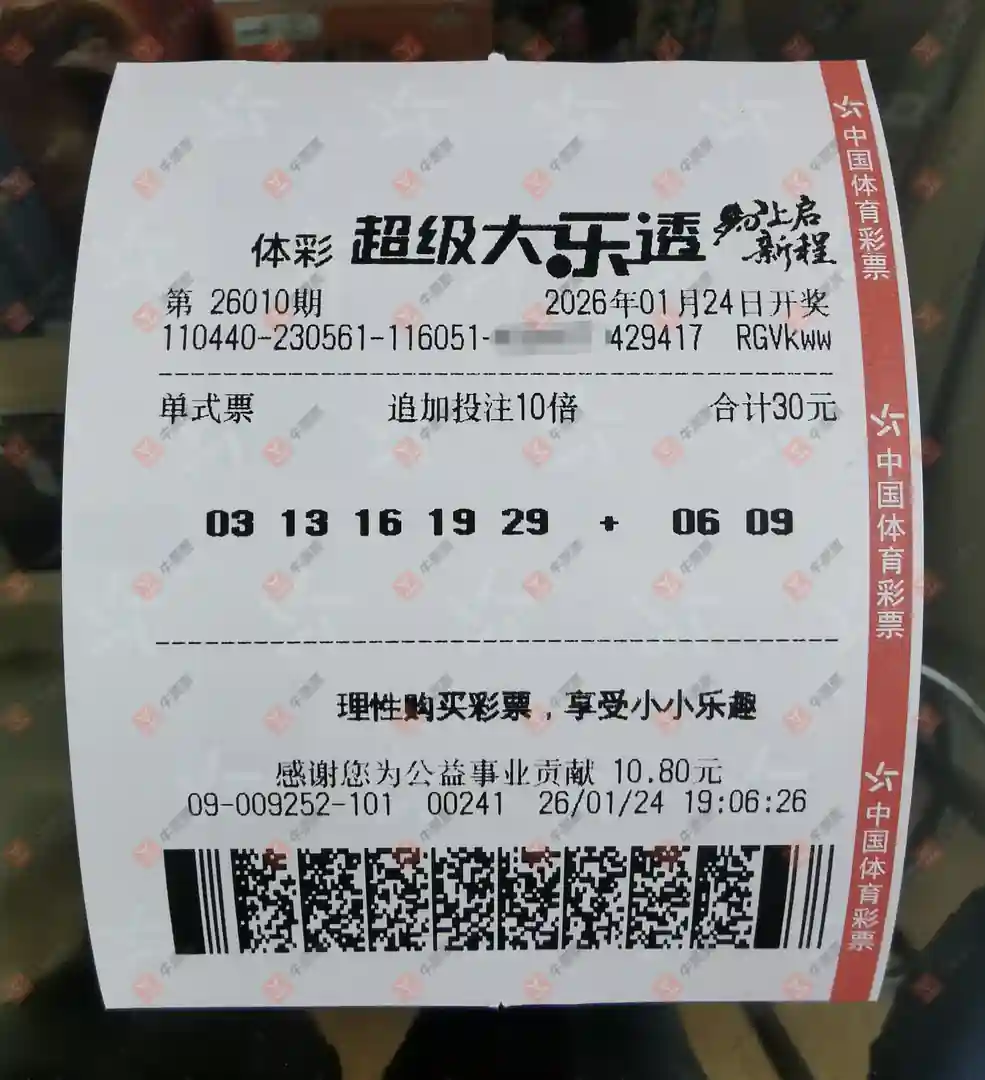 体彩 超级大乐透 马上启新程
第 26010期 2026年01月24日开奖
110440-230561-116051- 429417 RGVkww
单式票 追加投注10倍 合计30元
03 13 16 19 29 + 06 09
理性购买彩票，享受小小乐趣
感谢您为公益事业贡献 10.80元
09-009252-101 00241 26/01/24 19:06:26
中国体育彩票
中国体育彩票
中国体育彩票